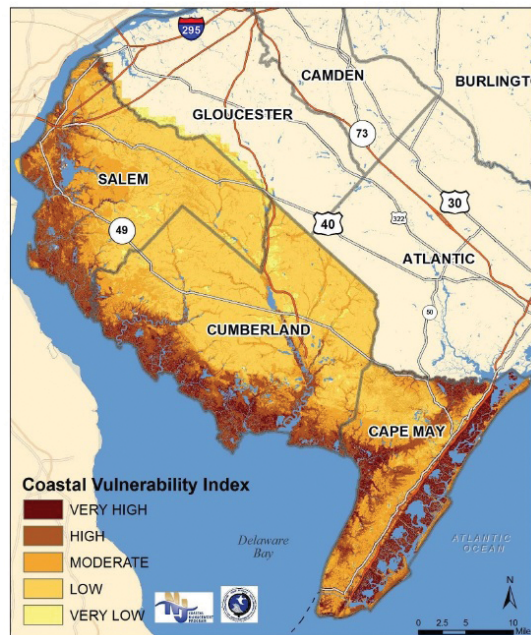 295
CAMDEN
BURLINGT
GLOUCESTER
73
SALEM
30
40
322
49
ATLANTIC
50
CUMBERLAND
CAPE MAY
Coastal Vulnerability Index
VERY HIGH
HIGH
MODERATE
LOW
VERY LOW
Delaware
Bay
ATLANTIC
OCEAN
N
0 2.5 5 10